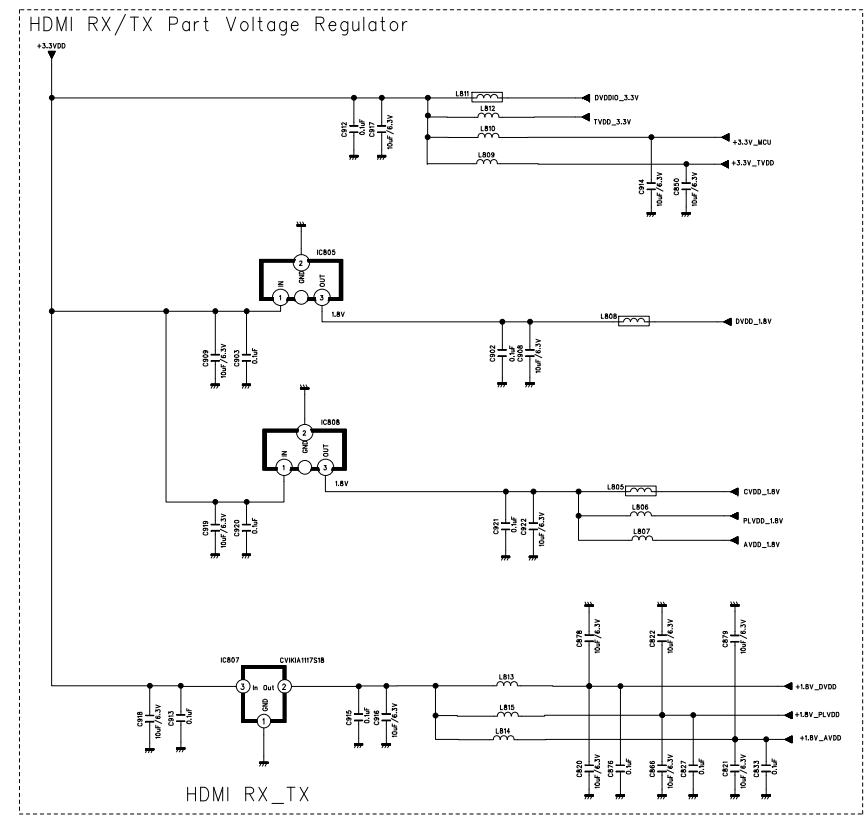 HDMI RX/TX Part Voltage Regulator
+3.3VDD
L811
DVDDIO_3.3V
L812
TVDD_3.3V
L810
+3.3V_MCU
L809
+3.3V_TVDD
C912
0.1uF
C917
10uF/6.3V
C914
10uF/6.3V
C850
10uF/6.3V
IC805
2
GND
IN
OUT
1
3
1.8V
L808
DVDD_1.8V
C909
10uF/6.3V
C903
0.1uF
C902
0.1uF
C908
10uF/6.3V
IC808
2
GND
IN
OUT
1
3
1.8V
L805
CVDD_1.8V
L806
PLVDD_1.8V
L807
AVDD_1.8V
C919
10uF/6.3V
C920
0.1uF
C921
0.1uF
C922
10uF/6.3V
C878
10uF/6.3V
C822
10uF/6.3V
C879
10uF/6.3V
IC807
CVIKIA1117S18
3
In
Out
2
GND
1
L813
+1.8V_DVDD
L815
+1.8V_PLVDD
L814
+1.8V_AVDD
C918
10uF/6.3V
C913
0.1uF
C915
0.1uF
C916
10uF/6.3V
C820
10uF/6.3V
C876
0.1uF
C866
10uF/6.3V
C827
0.1uF
C821
10uF/6.3V
C833
0.1uF
HDMI RX_TX